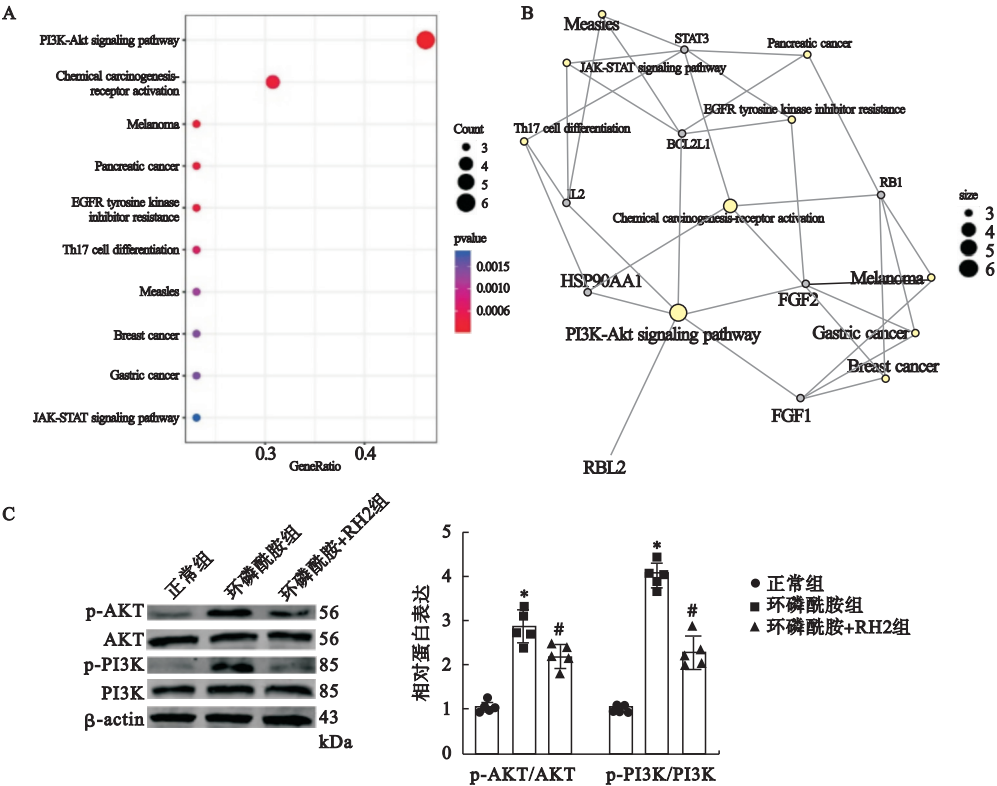 A
PI3K-Akt signaling pathway
Chemical carcinogenesis-
receptor activation
Melanoma
Pancreatic cancer
EGFR tyrosine kinase
inhibitor resistance
Th17 cell differentiation
Measles
Breast cancer
Gastric cancer
JAK-STAT signaling pathway
0.3
0.4
GeneRatio
Count
3
4
5
6
pvalue
0.0015
0.0010
0.0006
B
Measies
STAT3
Pancreatic cancer
JAK-STAT signaling pathway
EGFR tyrosine kinase inhibitor resistance
Th17 cell differentiation
BCL2L1
IL2
RB1
Chemical carcinogenesis-receptor activation
HSP90AA1
FGF2
Melanoma
PI3K-Akt signaling pathway
Gastric cancer
Breast cancer
FGF1
RBL2
size
3
4
5
6
C
正常组
环磷酰胺组
环磷酰胺+RH2组
p-AKT 56
AKT 56
p-PI3K 85
PI3K 85
β-actin 43
kDa
相对蛋白表达
5
4
3
2
1
0
*
#
*
#
p-AKT/AKT
p-PI3K/PI3K
正常组
环磷酰胺组
环磷酰胺+RH2组